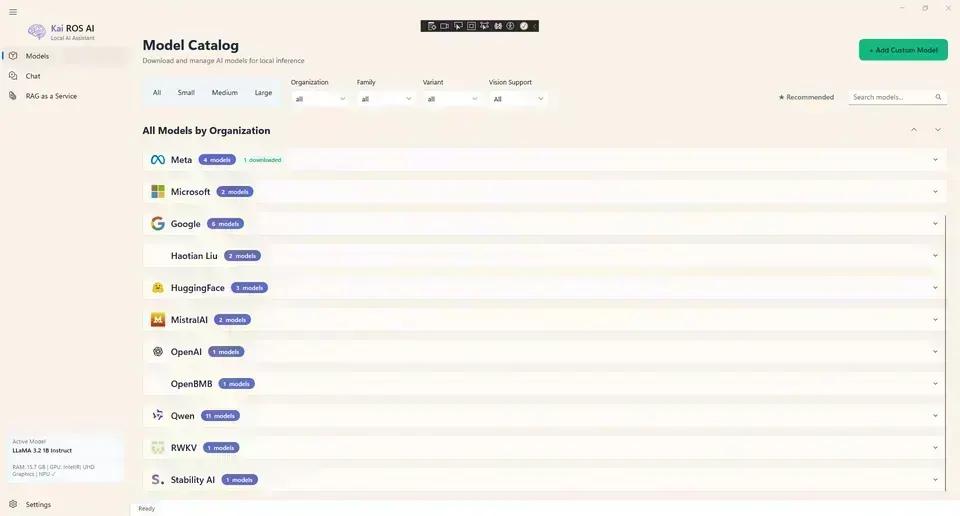 Kai ROS AI
Local AI Assistant
Models
Chat
RAG as a Service
Model Catalog
Download and manage AI models for local inference
+ Add Custom Model
All Small Medium Large
Organization Family Variant Vision Support
all all all All
★ Recommended
Search models...
All Models by Organization
Meta 4 models 1 downloaded
Microsoft 2 models
Google 6 models
Haotian Liu 2 models
HuggingFace 3 models
MistralAI 2 models
OpenAI 1 models
OpenBMB 1 models
Qwen 11 models
RWKV 1 models
Stability AI 1 models
Active Model
LLaMA 3.2 1B Instruct
RAM: 15.7 GB | GPU: Intel(R) UHD
Graphics | NPU ✓
Settings
Ready